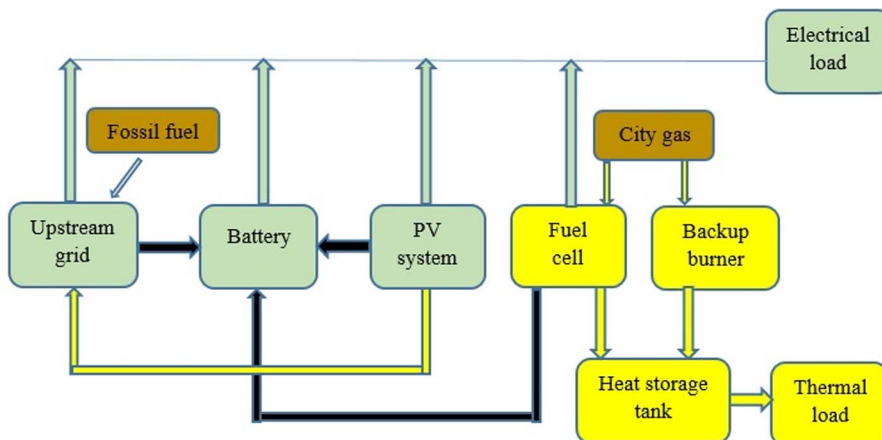 Electrical
load
Fossil fuel
City gas
Upstream
grid
Battery
PV
system
Fuel
cell
Backup
burner
Heat storage
tank
Thermal
load